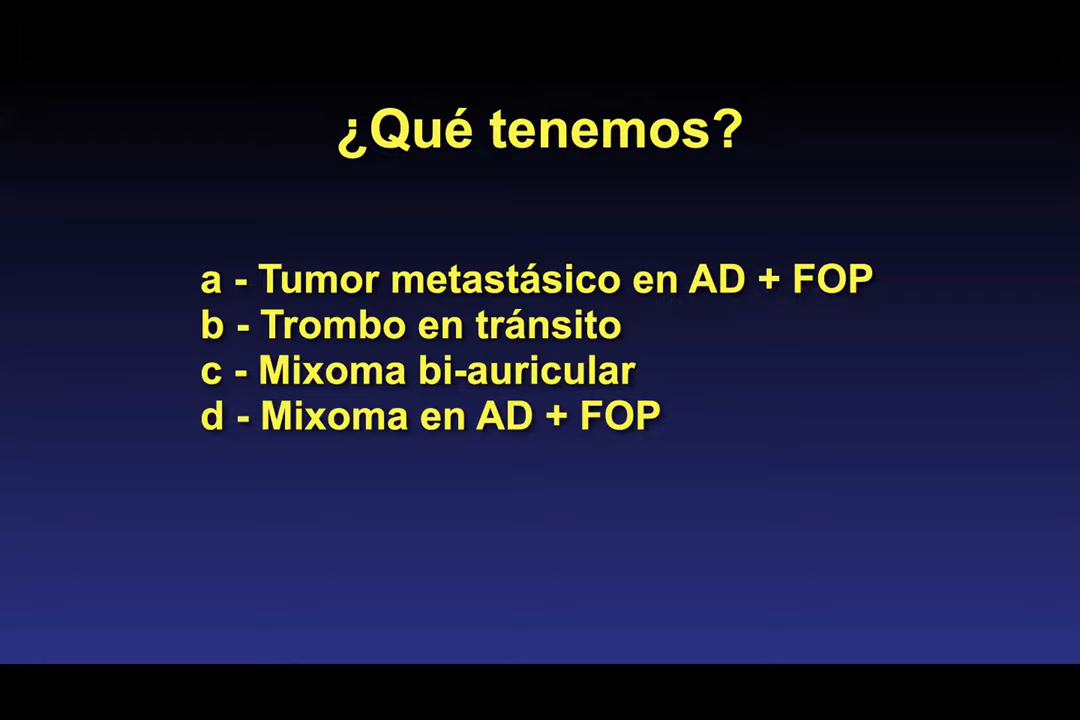 ¿Qué tenemos?
a - Tumor metastásico en AD + FOP
b - Trombo en tránsito
c - Mixoma bi-auricular
d - Mixoma en AD + FOP